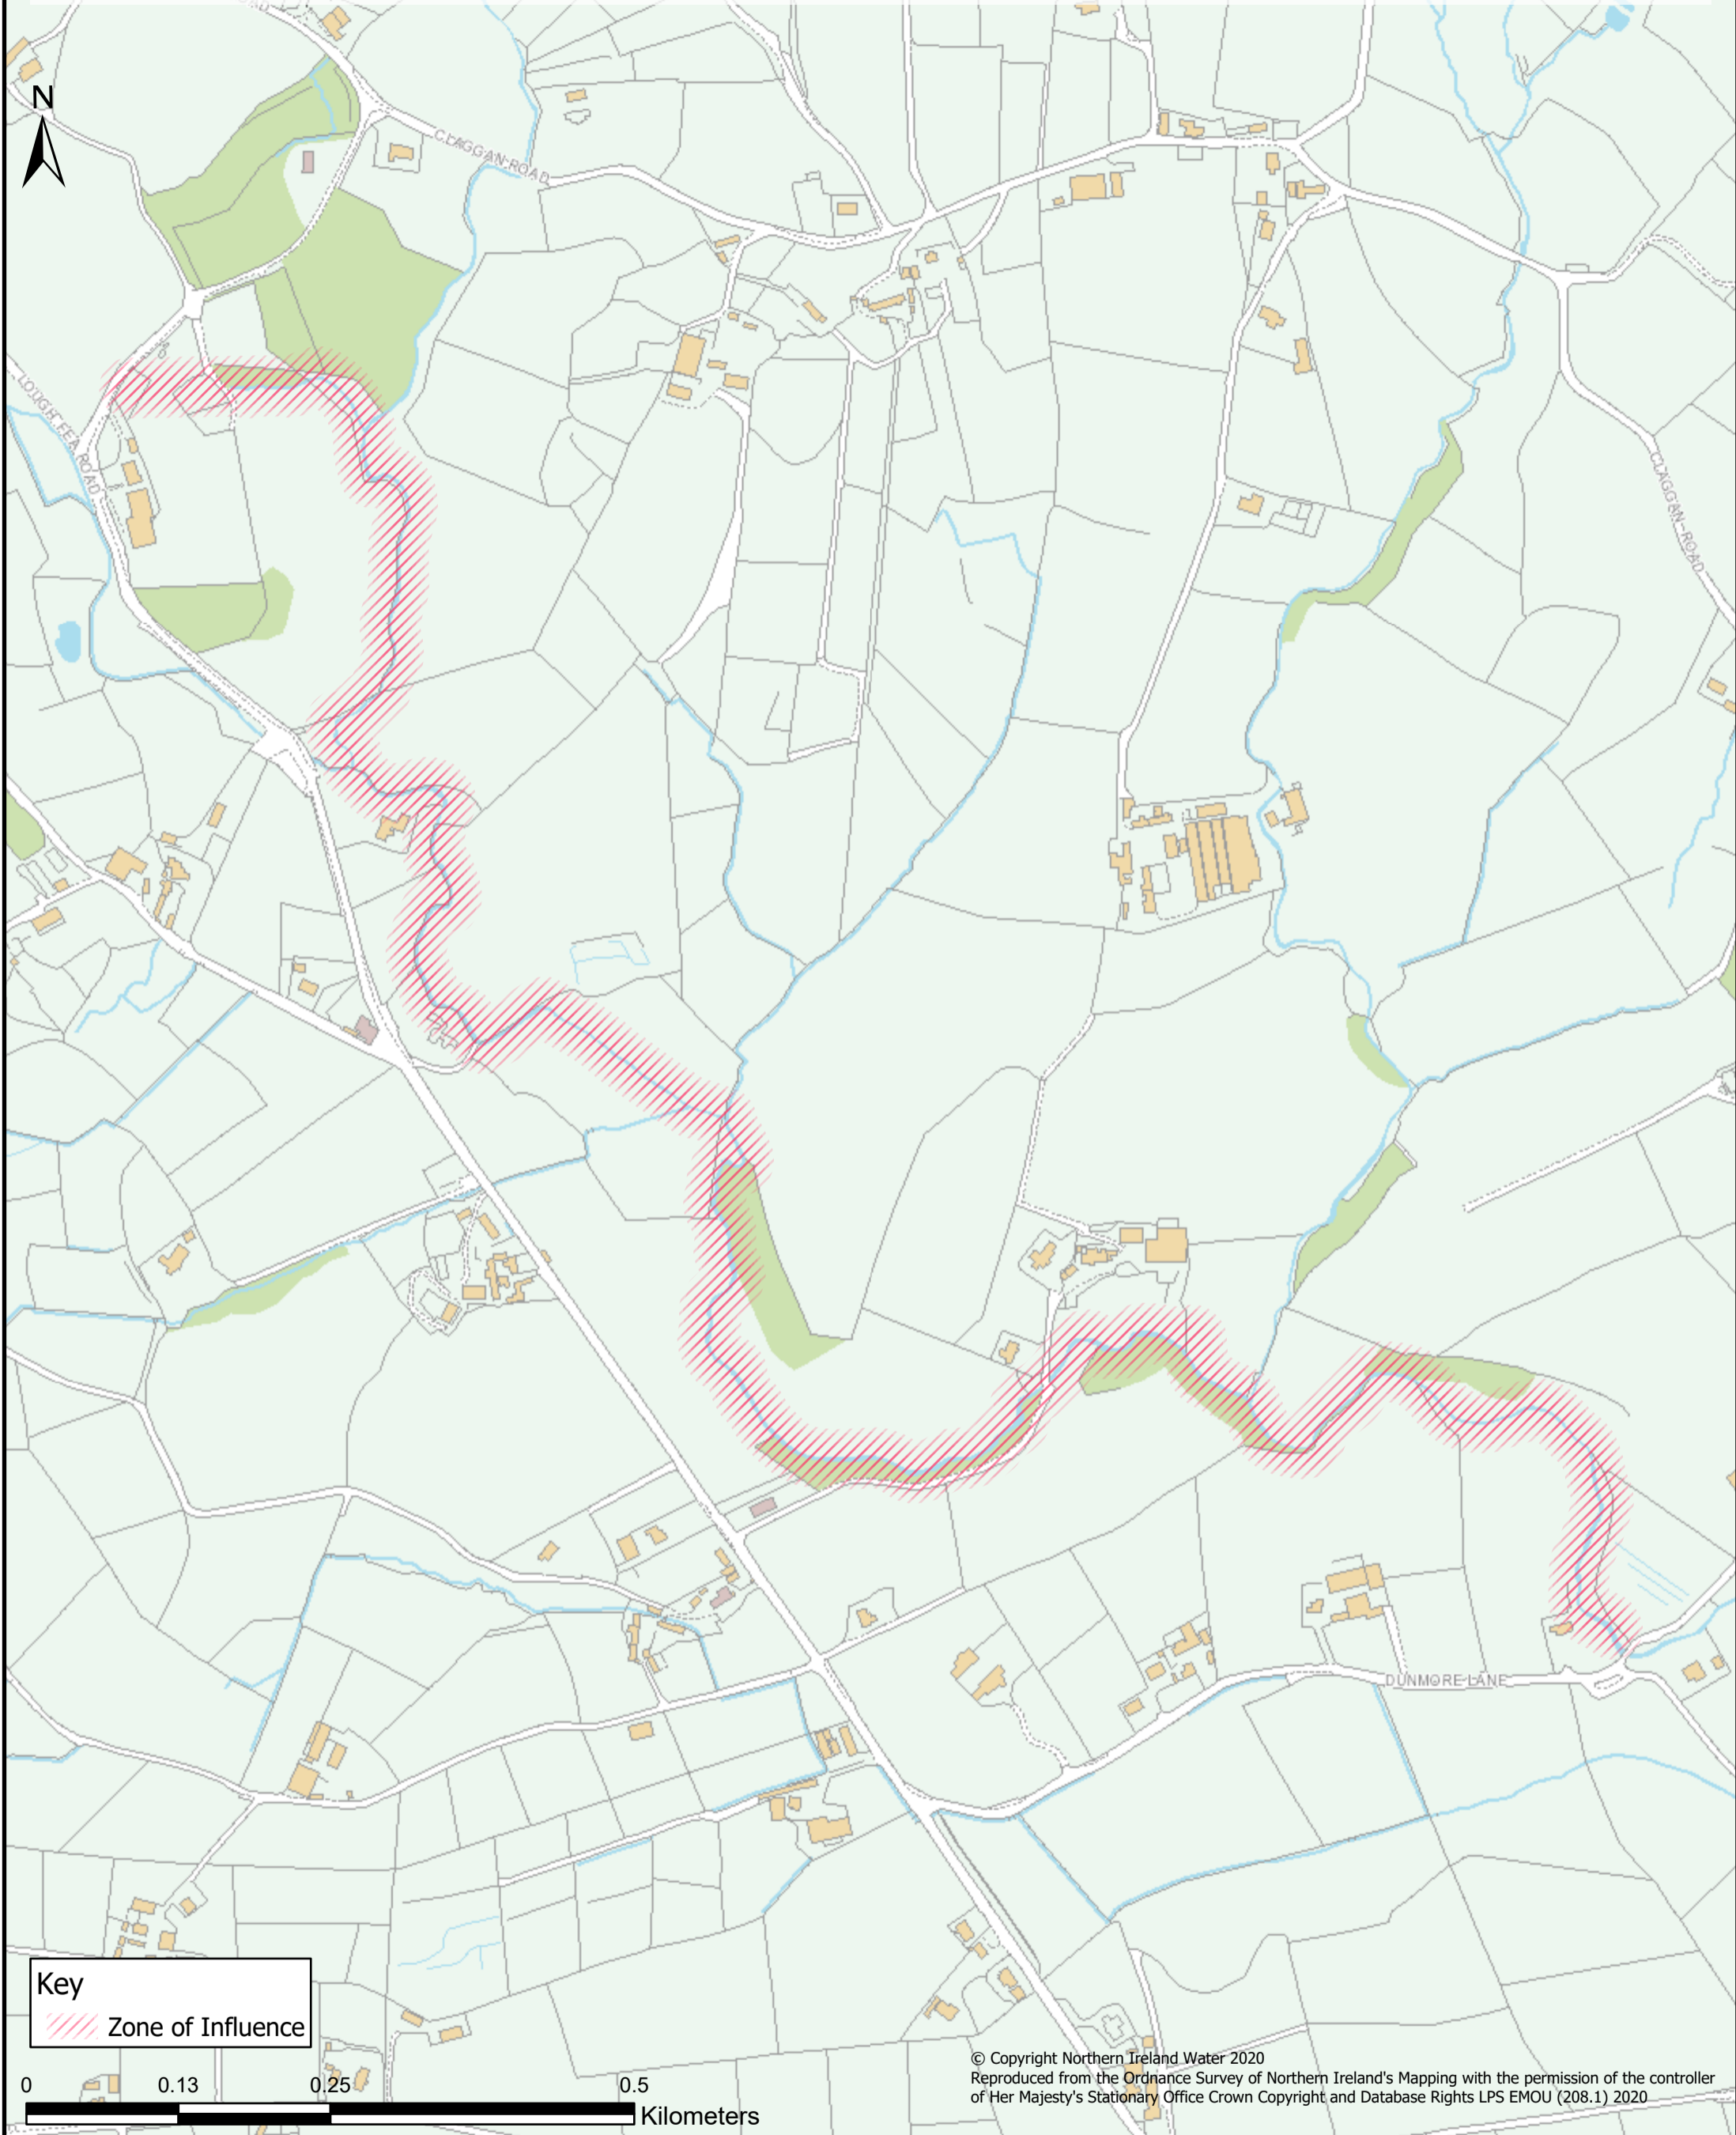 OAD
N
CLAGGAN ROAD
LOUGH FEA ROAD
CLAGGAN ROAD
DUNMORE LANE
Key
Zone of Influence
0 0.13 0.25 0.5
Kilometers
© Copyright Northern Ireland Water 2020
Reproduced from the Ordnance Survey of Northern Ireland's Mapping with the permission of the controller
of Her Majesty's Stationary Office Crown Copyright and Database Rights LPS EMOU (208.1) 2020